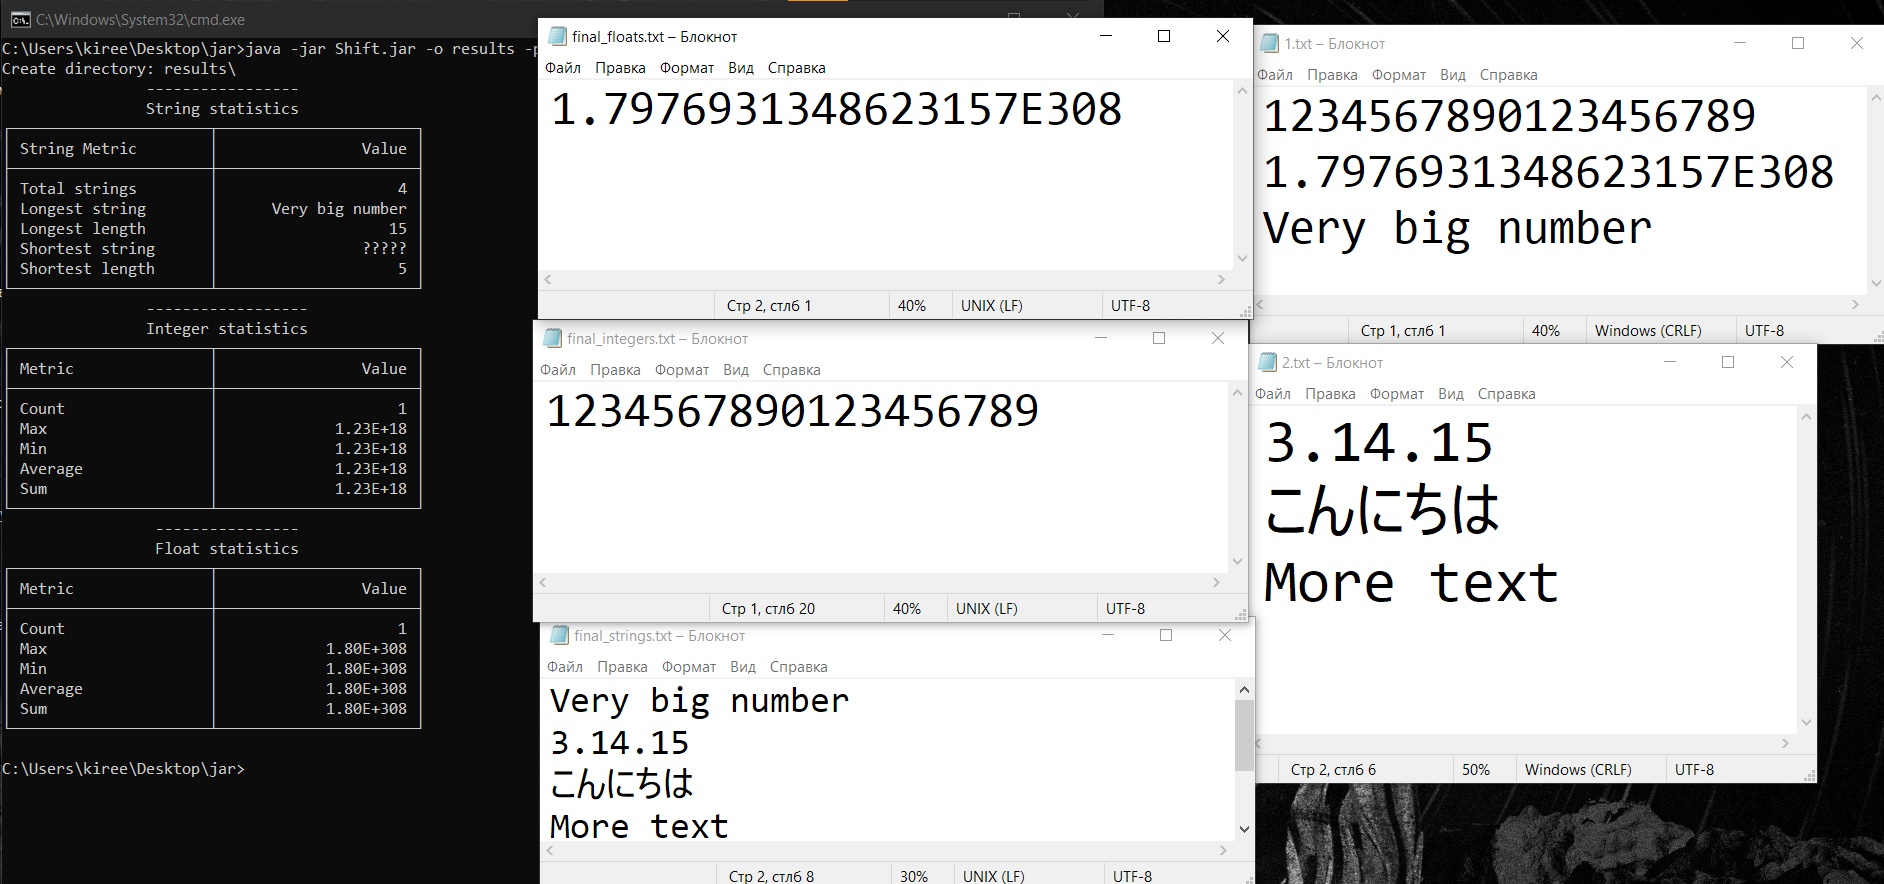 C:\Windows\System32\cmd.exe
C:\Users\kiree\Desktop\jar>java -jar Shift.jar -o results -p
Create directory: results\
-----------------
String statistics
String Metric Value
Total strings 4
Longest string Very big number
Longest length 15
Shortest string ?????
Shortest length 5
------------------
Integer statistics
Metric Value
Count 1
Max 1.23E+18
Min 1.23E+18
Average 1.23E+18
Sum 1.23E+18
----------------
Float statistics
Metric Value
Count 1
Max 1.80E+308
Min 1.80E+308
Average 1.80E+308
Sum 1.80E+308
C:\Users\kiree\Desktop\jar>
final_floats.txt – Блокнот
Файл Правка Формат Вид Справка
1.7976931348623157E308
Стр 2, стлб 1 40% UNIX (LF) UTF-8
final_integers.txt – Блокнот
Файл Правка Формат Вид Справка
1234567890123456789
Стр 1, стлб 20 40% UNIX (LF) UTF-8
final_strings.txt – Блокнот
Файл Правка Формат Вид Справка
Very big number
3.14.15
こんにちは
More text
Стр 2, стлб 8 30% UNIX (LF) UTF-8
1.txt – Блокнот
Файл Правка Формат Вид Справка
1234567890123456789
1.7976931348623157E308
Very big number
Стр 1, стлб 1 40% Windows (CRLF) UTF-8
2.txt – Блокнот
Файл Правка Формат Вид Справка
3.14.15
こんにちは
More text
Стр 2, стлб 6 50% Windows (CRLF) UTF-8